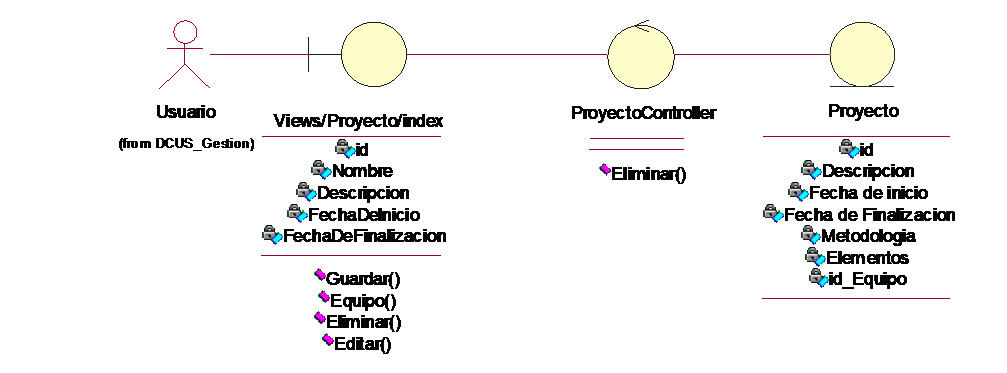 Usuario
(from DCUS_Gestion)
Views/Proyecto/index
id
Nombre
Descripcion
FechaDeInicio
FechaDeFinalizacion
Guardar()
Equipo()
Eliminar()
Editar()
ProyectoController
Eliminar()
Proyecto
id
Descripcion
Fecha de inicio
Fecha de Finalizacion
Metodologia
Elementos
id_Equipo